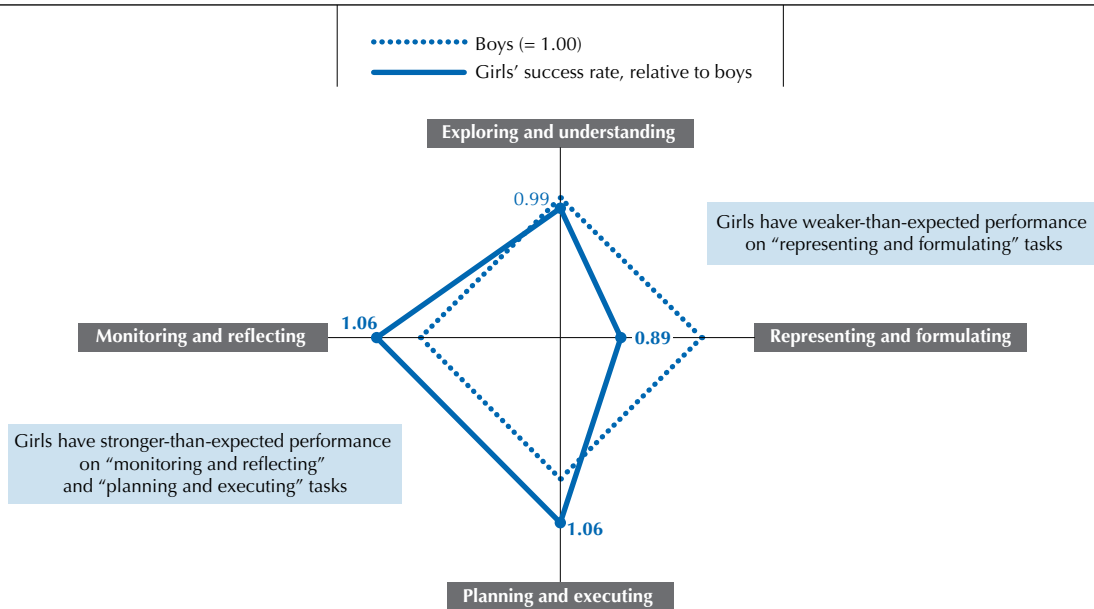 Boys (= 1.00)
Girls’ success rate, relative to boys
Exploring and understanding
0.99
Girls have weaker-than-expected performance
on “representing and formulating” tasks
1.06
Monitoring and reflecting
0.89
Representing and formulating
Girls have stronger-than-expected performance
on “monitoring and reflecting”
and “planning and executing” tasks
1.06
Planning and executing